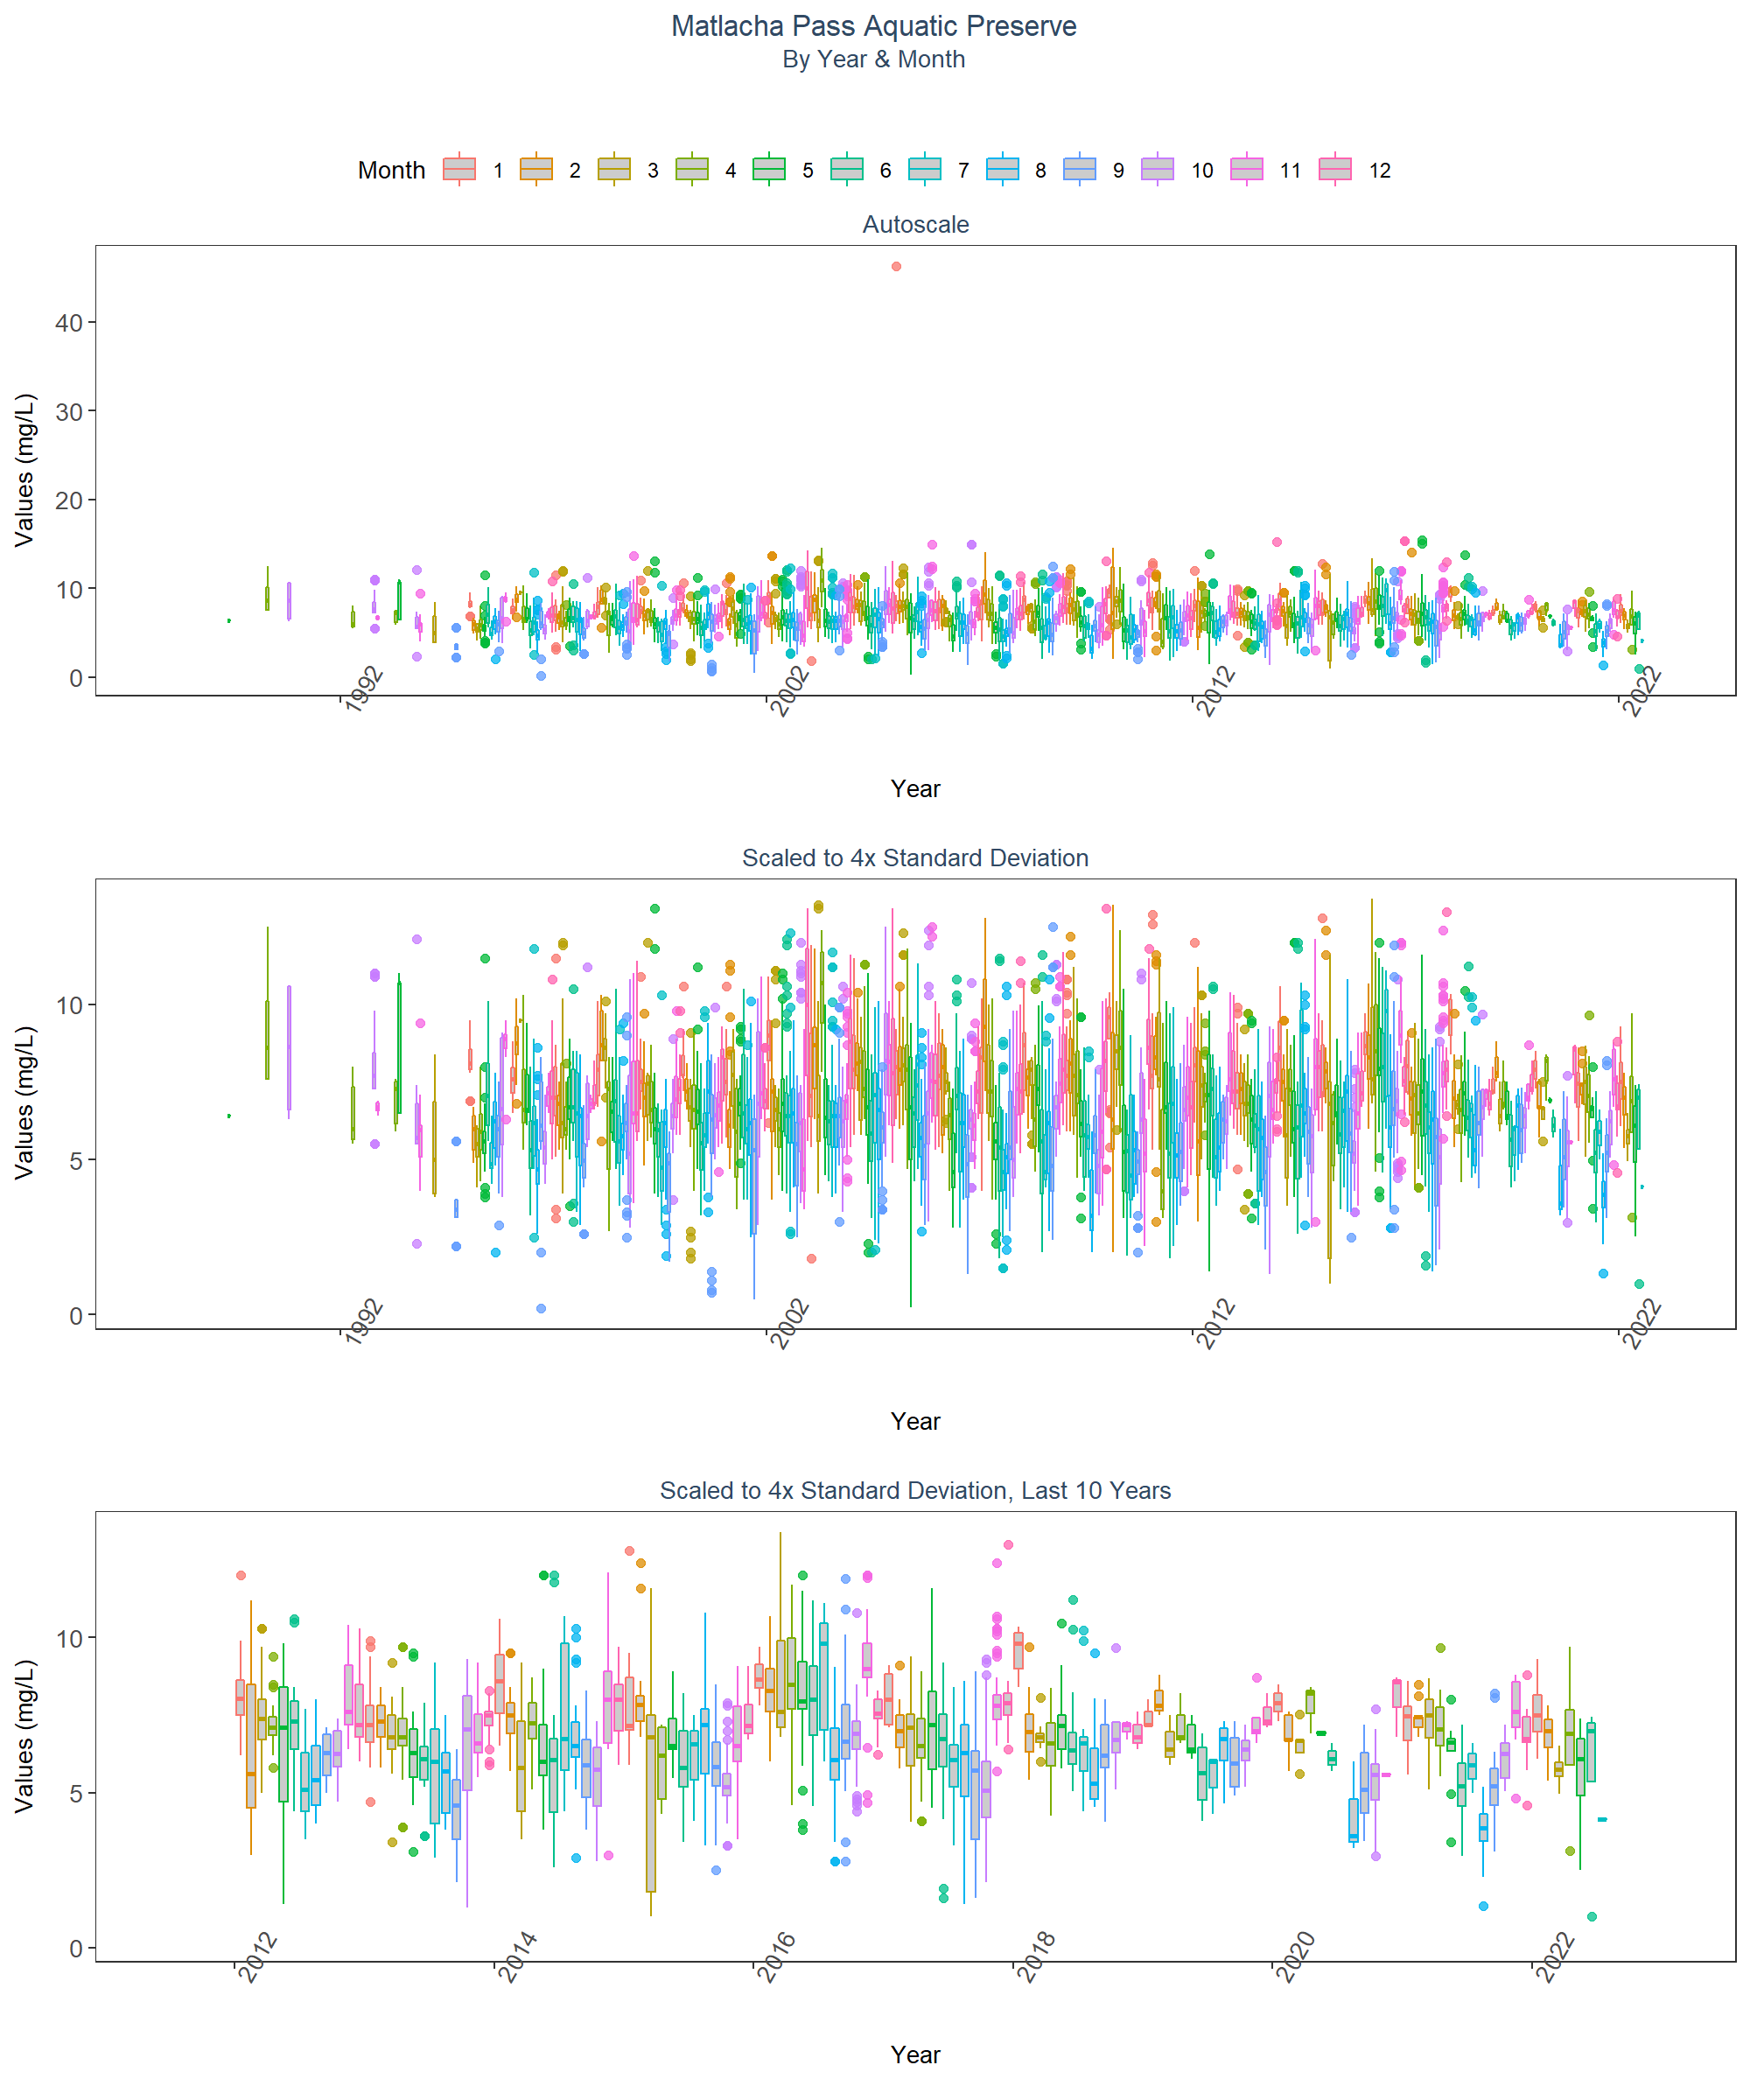 Matlacha Pass Aquatic Preserve
By Year & Month
Month 1 2 3 4 5 6 7 8 9 10 11 12
Autoscale
Values (mg/L)
40
30
20
10
0
1992 2002 2012 2022
Year
Scaled to 4x Standard Deviation
Values (mg/L)
10
5
0
1992 2002 2012 2022
Year
Scaled to 4x Standard Deviation, Last 10 Years
Values (mg/L)
10
5
0
2012 2014 2016 2018 2020 2022
Year